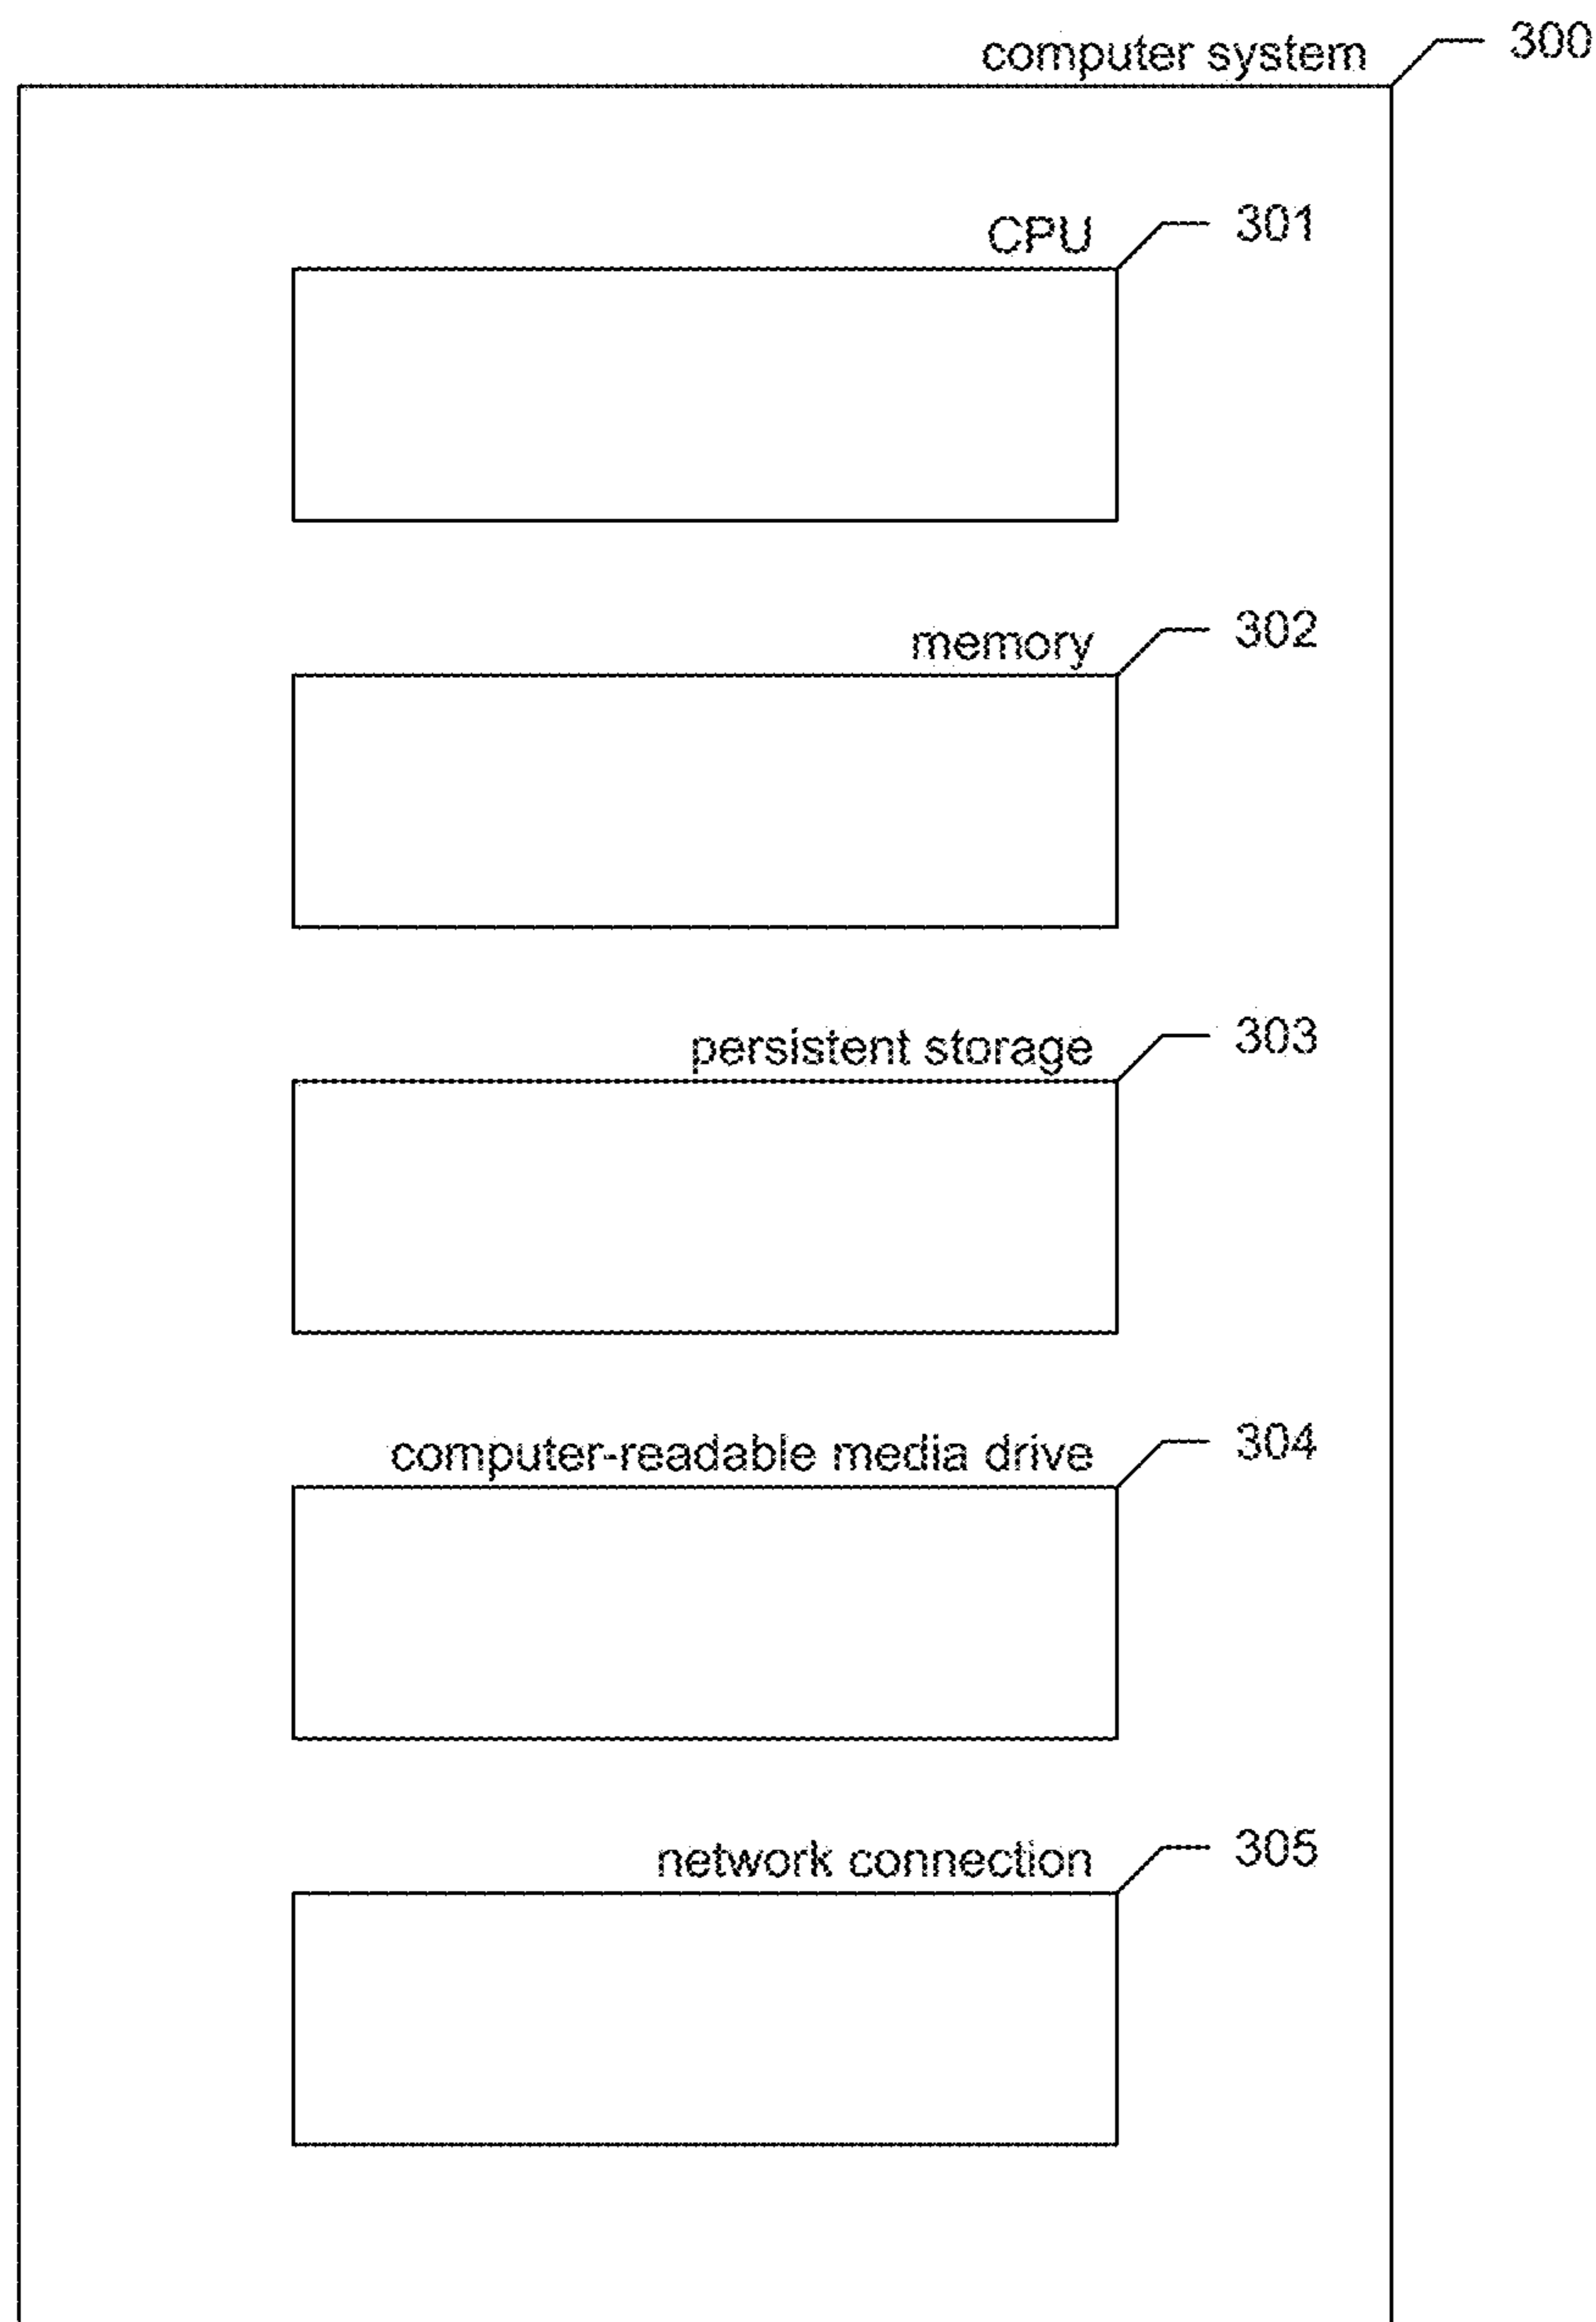 computer system 300
CPU 301
memory 302
persistent storage 303
computer-readable media drive 304
network connection 305